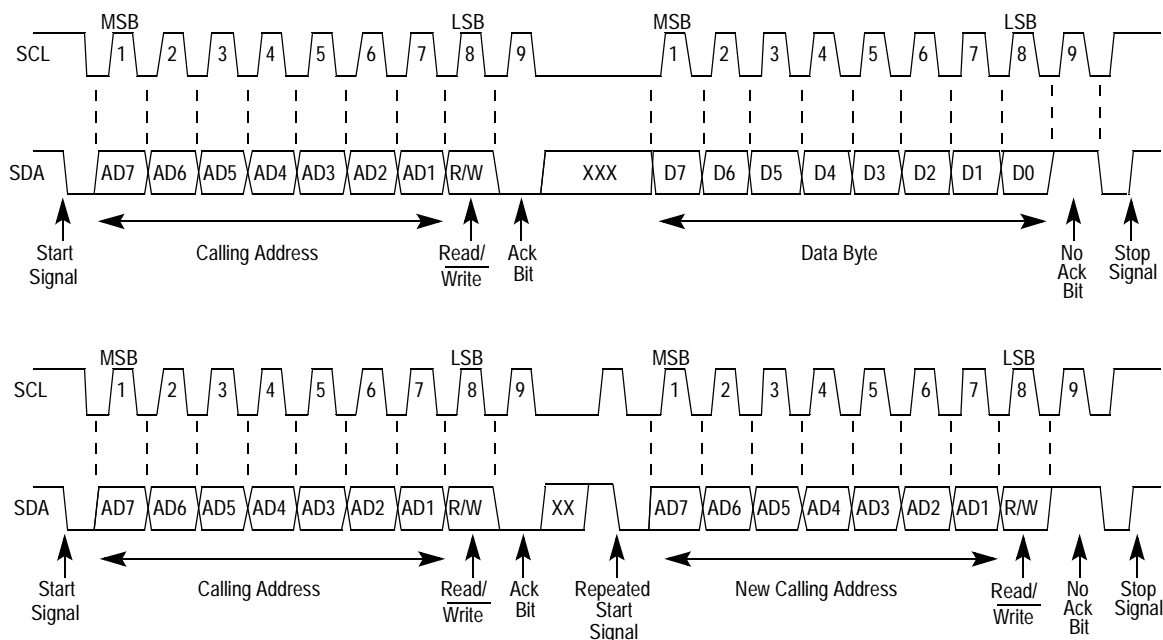 MSB LSB MSB LSB
SCL 1 2 3 4 5 6 7 8 9 1 2 3 4 5 6 7 8 9
SDA AD7 AD6 AD5 AD4 AD3 AD2 AD1 R/W XXX D7 D6 D5 D4 D3 D2 D1 D0
Start Calling Address Read/ Ack Data Byte No Stop
Signal Write Bit Ack Signal
Bit
MSB LSB MSB LSB
SCL 1 2 3 4 5 6 7 8 9 1 2 3 4 5 6 7 8 9
SDA AD7 AD6 AD5 AD4 AD3 AD2 AD1 R/W XX AD7 AD6 AD5 AD4 AD3 AD2 AD1 R/W
Start Calling Address Read/ Ack Repeated New Calling Address Read/ No Stop
Signal Write Bit Start Write Ack Signal
Signal Bit